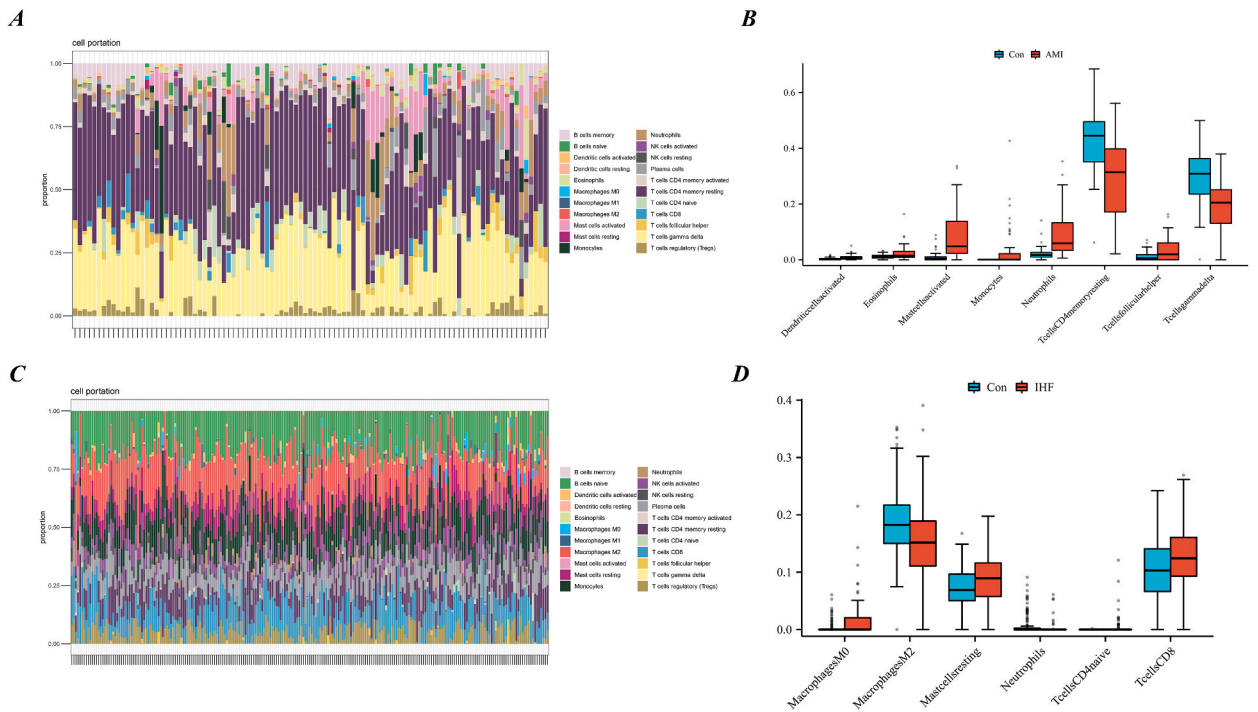 A
cell portation
1.00
0.75
0.50
0.25
0.00
proportion
B cells memory
B cells naive
Dendritic cells activated
Dendritic cells resting
Eosinophils
Macrophages M0
Macrophages M1
Macrophages M2
Mast cells activated
Mast cells resting
Monocytes
Neutrophils
NK cells activated
NK cells resting
Plasma cells
T cells CD4 memory activated
T cells CD4 memory resting
T cells CD4 naive
T cells CD8
T cells follicular helper
T cells gamma delta
T cells regulatory (Tregs)
B
Con
AMI
0.6
0.4
0.2
0.0
Dendriticcellsactivated
Eosinophils
Mastcellsactivated
Monocytes
Neutrophils
TcellsCD4memoryresting
Tcellsfollicularhelper
Tcellsgammadelta
C
cell portation
1.00
0.75
0.50
0.25
0.00
proportion
B cells memory
B cells naive
Dendritic cells activated
Dendritic cells resting
Eosinophils
Macrophages M0
Macrophages M1
Macrophages M2
Mast cells activated
Mast cells resting
Monocytes
Neutrophils
NK cells activated
NK cells resting
Plasma cells
T cells CD4 memory activated
T cells CD4 memory resting
T cells CD4 naive
T cells CD8
T cells follicular helper
T cells gamma delta
T cells regulatory (Tregs)
D
Con
IHF
0.4
0.3
0.2
0.1
0.0
MacrophagesM0
MacrophagesM2
Mastcellsresting
Neutrophils
TcellsCD4naive
TcellsCD8